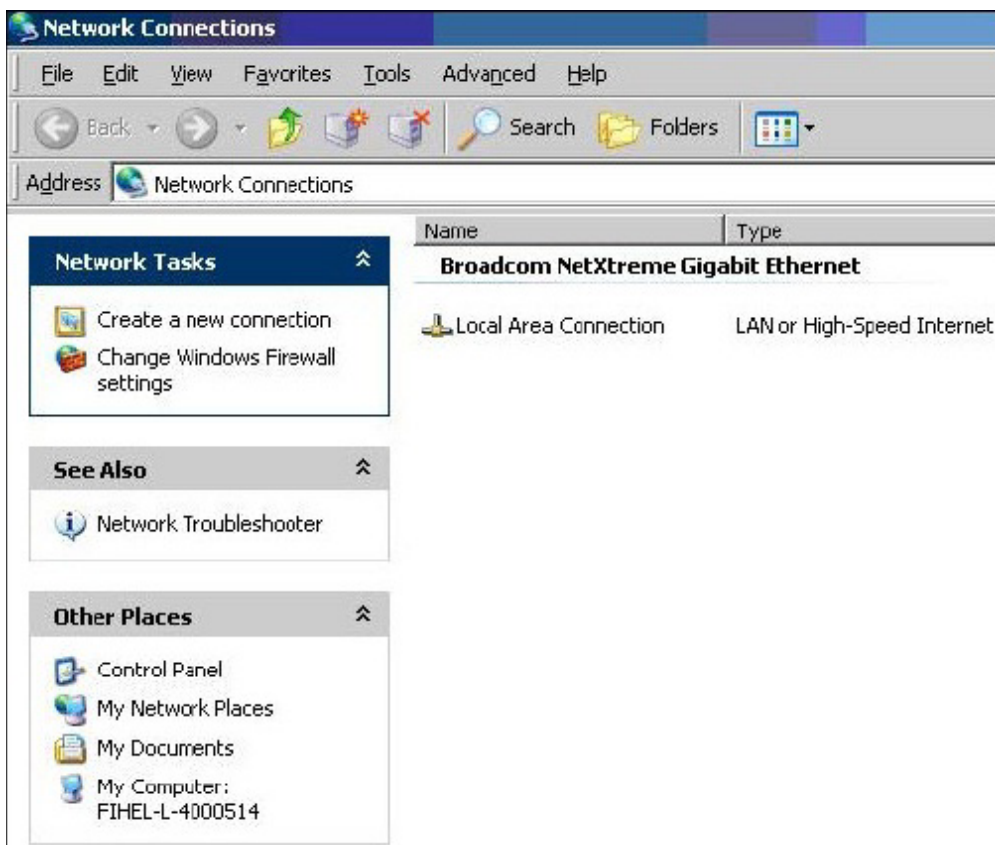 Network Connections
File Edit View Favorites Tools Advanced Help
Back Search Folders
Address Network Connections
Name Type
Network Tasks
Create a new connection
Change Windows Firewall
settings
See Also
Network Troubleshooter
Other Places
Control Panel
My Network Places
My Documents
My Computer:
FIHEL-L-4000514
Broadcom NetXtreme Gigabit Ethernet
Local Area Connection LAN or High-Speed Internet